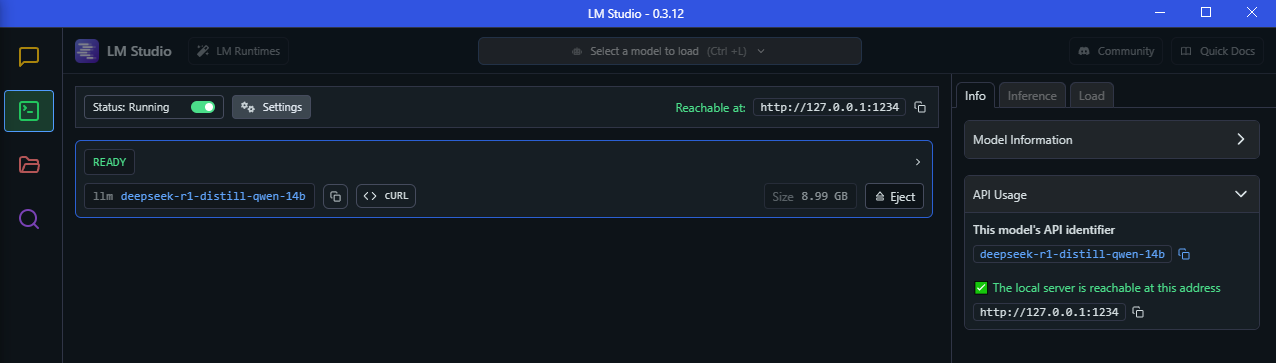 LM Studio - 0.3.12
LM Studio
LM Runtimes
Select a model to load (Ctrl +L)
Community
Quick Docs
Status: Running
Settings
Reachable at: http://127.0.0.1:1234
Info
Inference
Load
READY
llm deepseek-r1-distill-qwen-14b
<> cURL
Size 8.99 GB
Eject
Model Information
API Usage
This model's API identifier
deepseek-r1-distill-qwen-14b
The local server is reachable at this address
http://127.0.0.1:1234